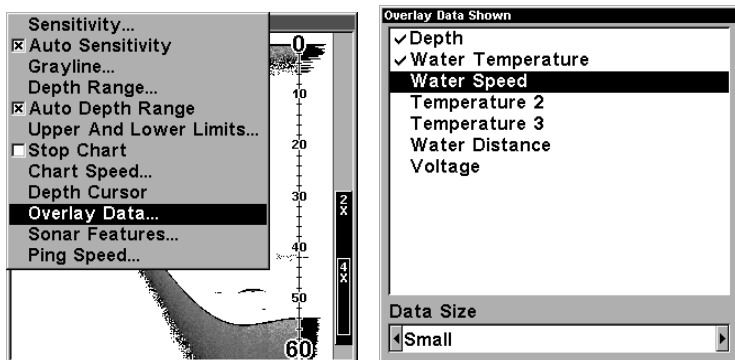 Sensitivity...
Auto Sensitivity
Grayline...
Depth Range...
Auto Depth Range
Upper And Lower Limits...
Stop Chart
Chart Speed...
Depth Cursor
Overlay Data...
Sonar Features...
Ping Speed...
0
10
20
30
40
50
60
2X
4X
Overlay Data Shown
Depth
Water Temperature
Water Speed
Temperature 2
Temperature 3
Water Distance
Voltage
Data Size
Small